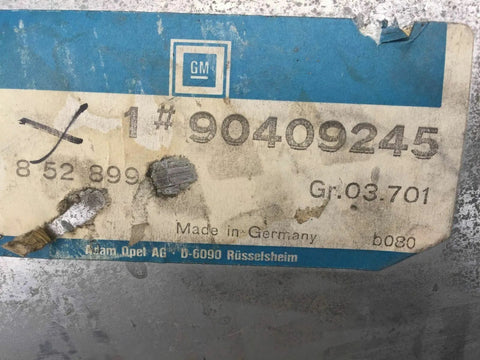 GM
1 # 90409245
8 52 899
Gr.03.701
Made in Germany b080
Adam Opel AG · D-6090 Rüsselsheim